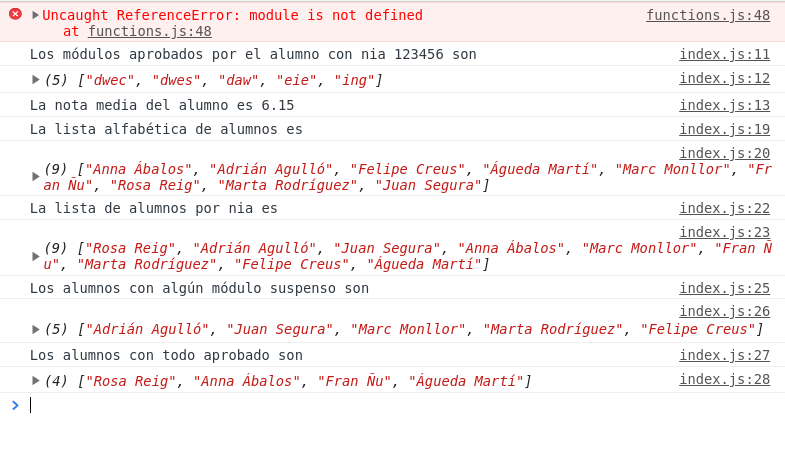 Uncaught ReferenceError: module is not defined functions.js:48
at functions.js:48
Los módulos aprobados por el alumno con nia 123456 son index.js:11
(5) ["dwec", "dwes", "daw", "eie", "ing"] index.js:12
La nota media del alumno es 6.15 index.js:13
La lista alfabética de alumnos es index.js:19
index.js:20
(9) ["Anna Ábalos", "Adrián Agulló", "Felipe Creus", "Águeda Martí", "Marc Monllor", "Fr
an Ñu", "Rosa Reig", "Marta Rodríguez", "Juan Segura"]
La lista de alumnos por nia es index.js:22
index.js:23
(9) ["Rosa Reig", "Adrián Agulló", "Juan Segura", "Anna Ábalos", "Marc Monllor", "Fran Ñ
u", "Marta Rodríguez", "Felipe Creus", "Águeda Martí"]
Los alumnos con algún módulo suspenso son index.js:25
index.js:26
(5) ["Adrián Agulló", "Juan Segura", "Marc Monllor", "Marta Rodríguez", "Felipe Creus"]
Los alumnos con todo aprobado son index.js:27
(4) ["Rosa Reig", "Anna Ábalos", "Fran Ñu", "Águeda Martí"] index.js:28